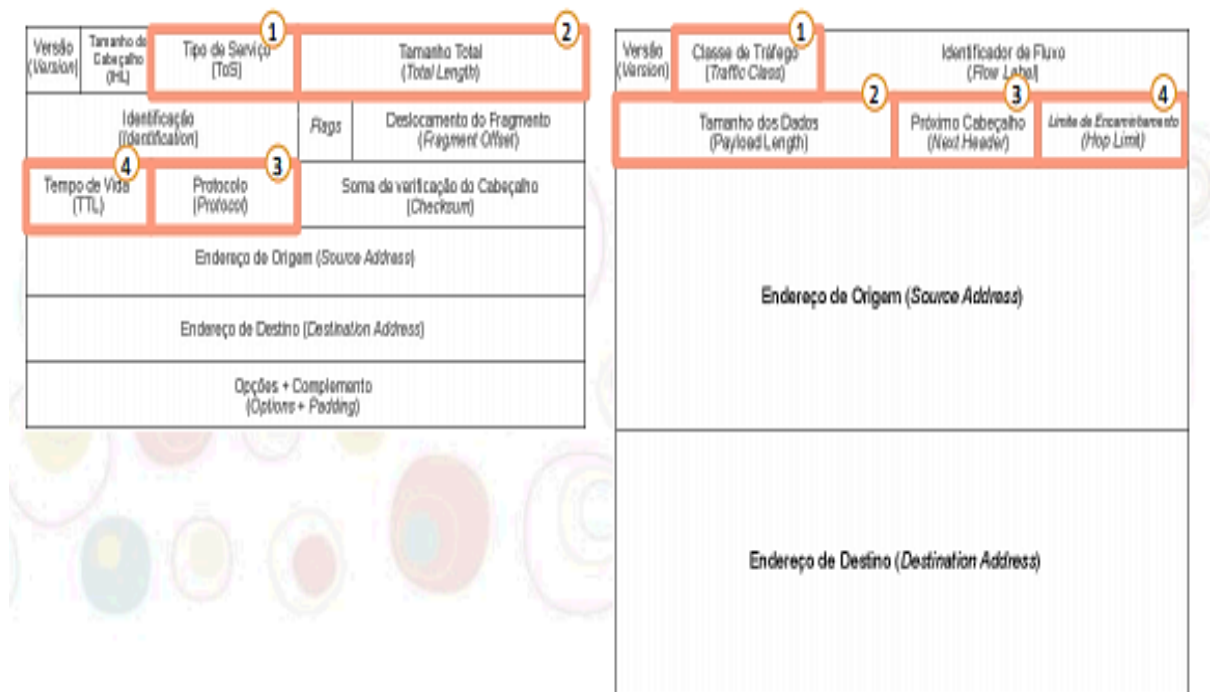 1
2
Versão
(Version)
Tamanho do
Cabeçalho
(IHL)
Tipo de Serviço
(ToS)
Tamanho Total
(Total Length)
Identificação
(Identification)
Flags
Deslocamento do Fragmento
(Fragment Offset)
4
3
Tempo de Vida
(TTL)
Protocolo
(Protocol)
Soma de verificação do Cabeçalho
(Checksum)
Endereço de Origem (Source Address)
Endereço de Destino (Destination Address)
Opções + Complemento
(Options + Padding)
1
Versão
(Version)
Classe de Tráfego
(Traffic Class)
Identificador de Fluxo
(Flow Label)
2
3
4
Tamanho dos Dados
(Payload Length)
Próximo Cabeçalho
(Next Header)
Limite de Encaminhamento
(Hop Limit)
Endereço de Origem (Source Address)
Endereço de Destino (Destination Address)